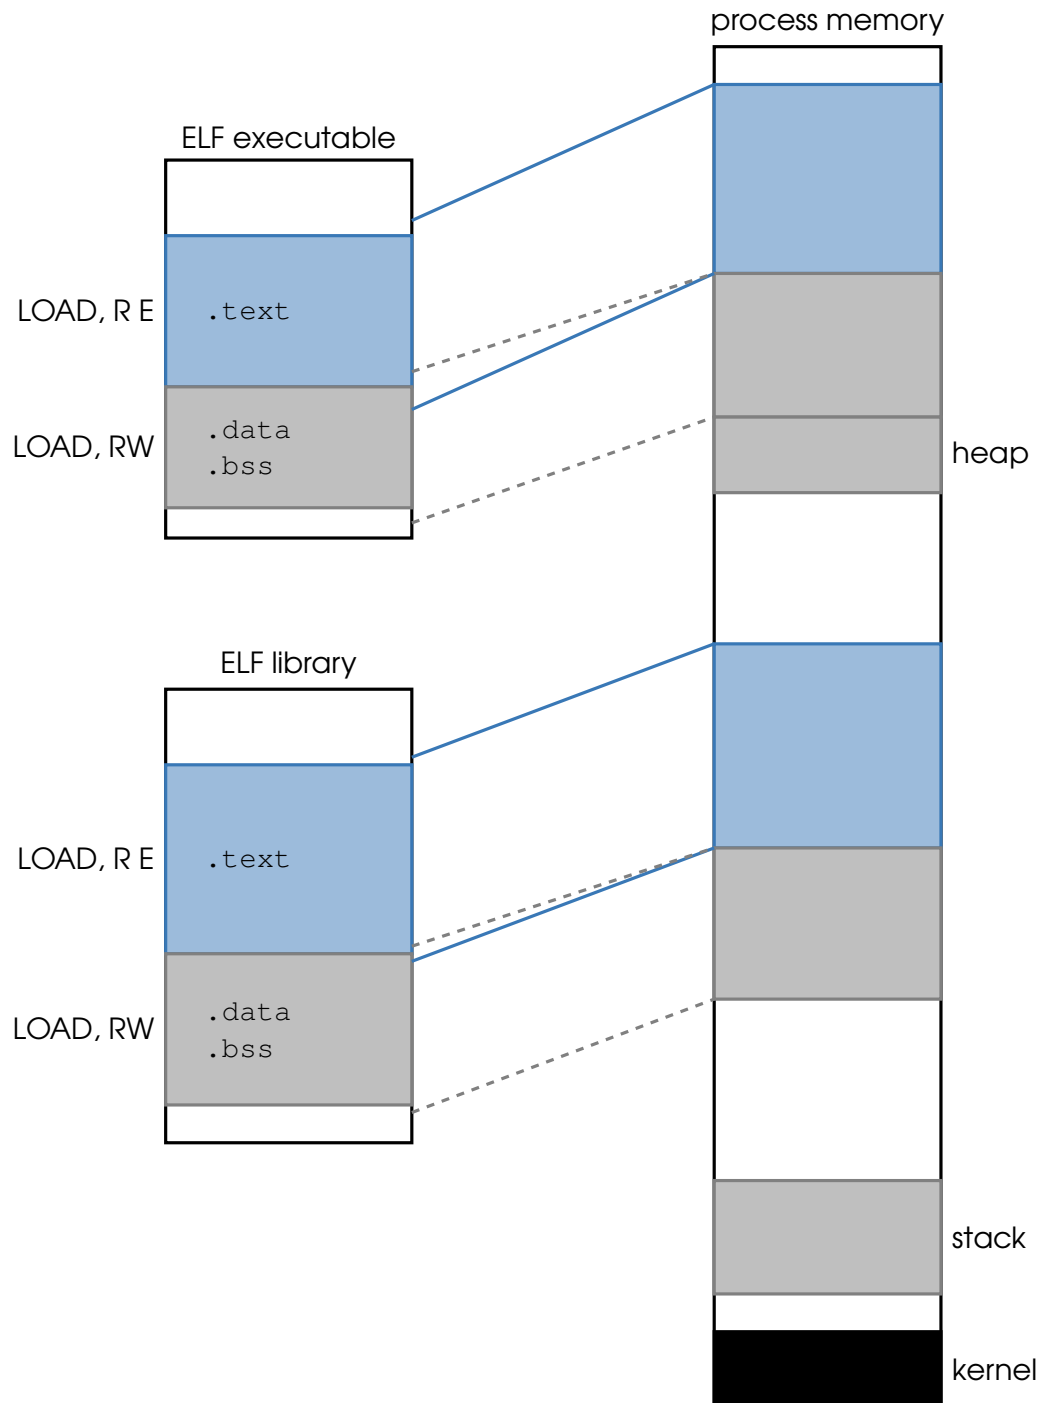 process memory
ELF executable
LOAD, R E
.text
LOAD, RW
.data
.bss
heap
ELF library
LOAD, R E
.text
LOAD, RW
.data
.bss
stack
kernel